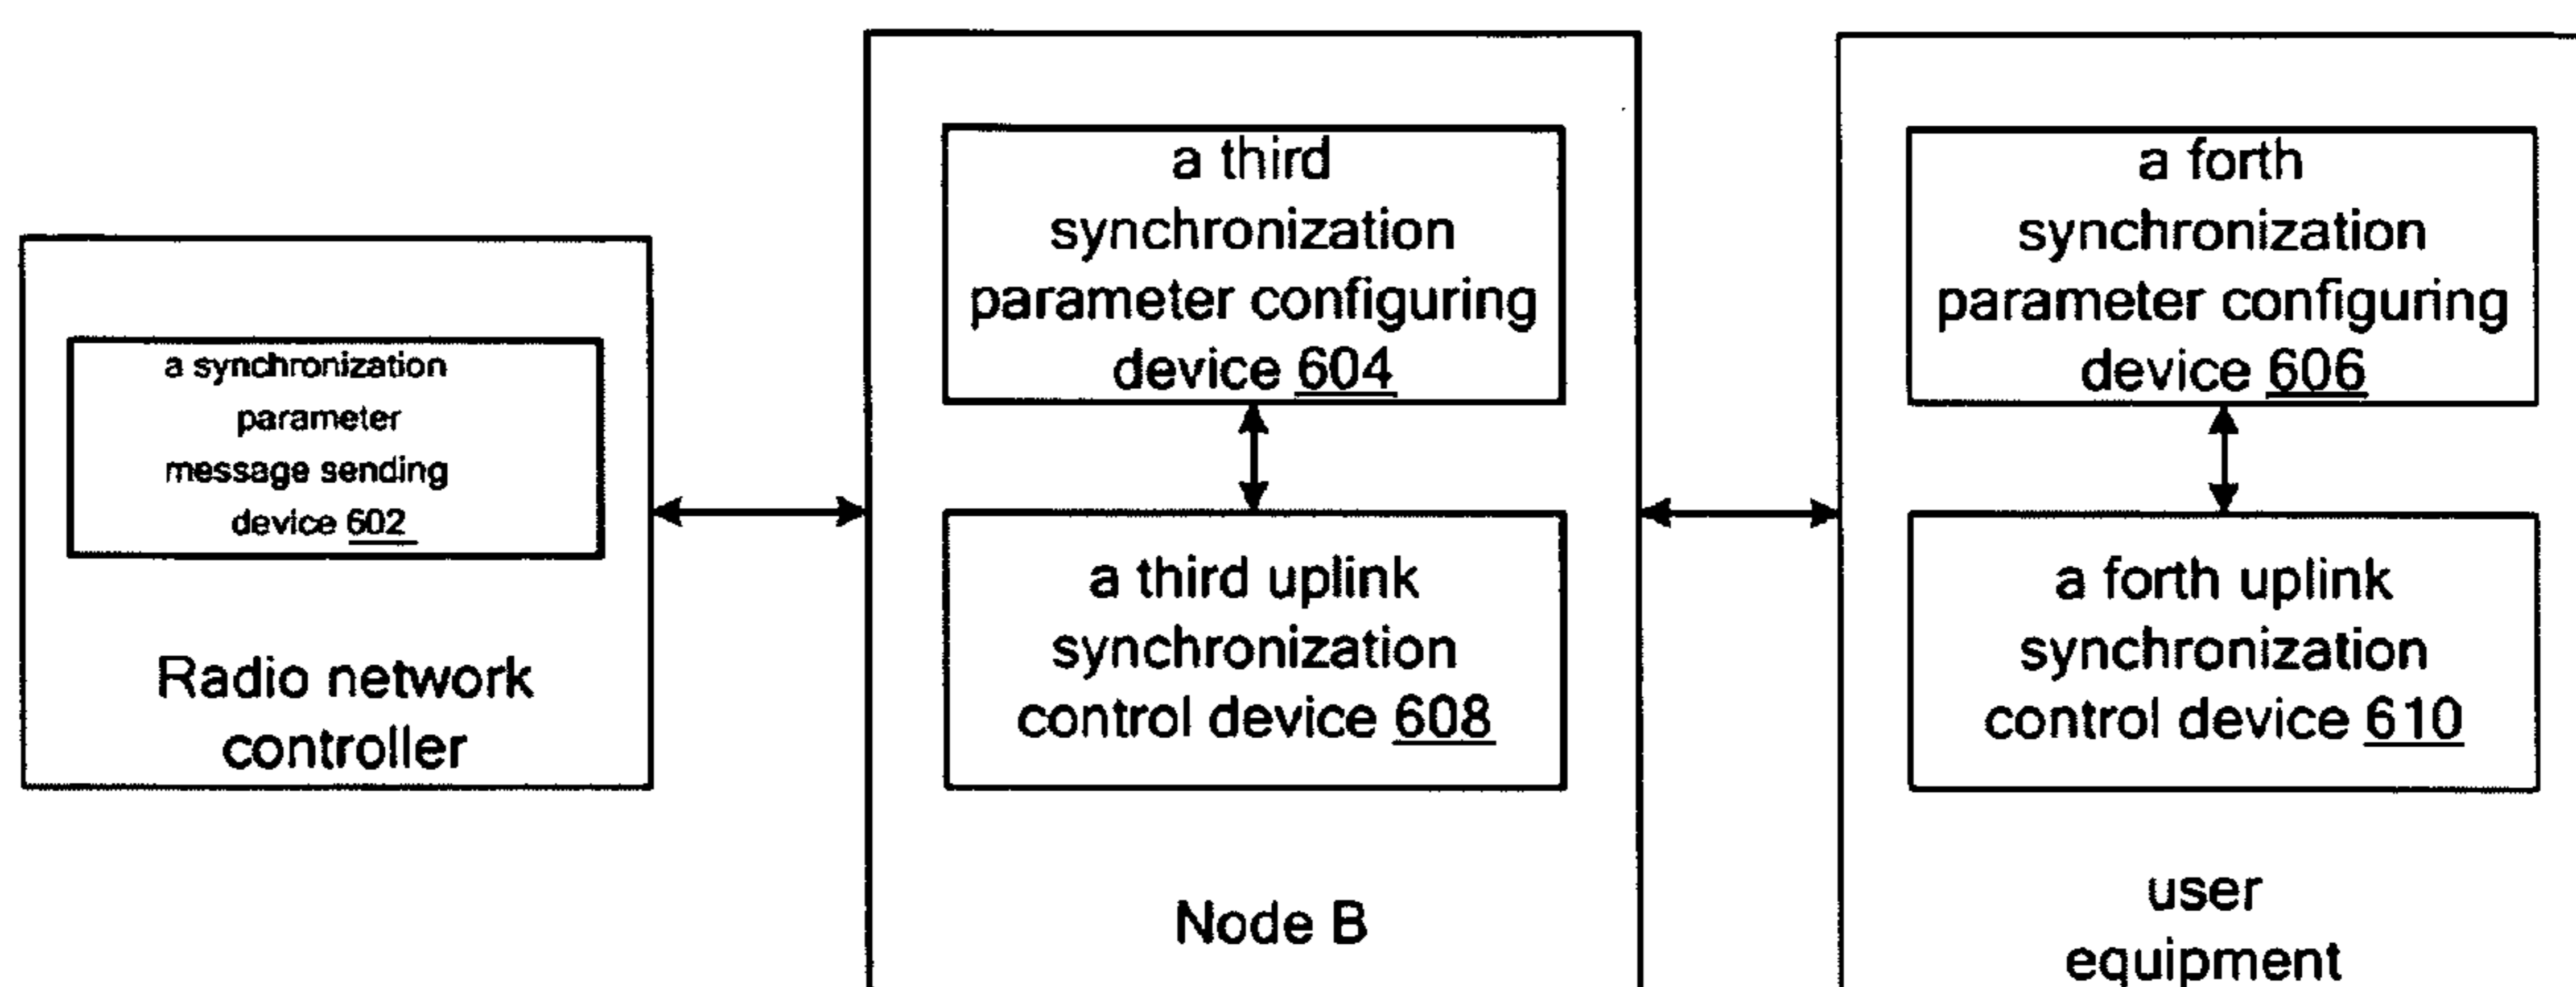 a synchronization
parameter
message sending
device 602
Radio network
controller
a third
synchronization
parameter configuring
device 604
a third uplink
synchronization
control device 608
Node B
a forth
synchronization
parameter configuring
device 606
a forth uplink
synchronization
control device 610
user
equipment